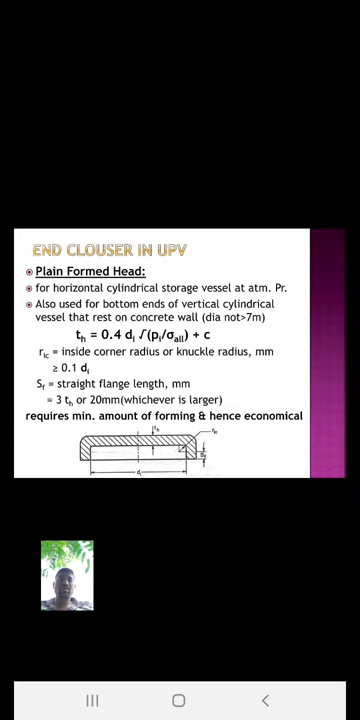 END CLOUSER IN UPV
Plain Formed Head:
for horizontal cylindrical storage vessel at atm. Pr.
Also used for bottom ends of vertical cylindrical
vessel that rest on concrete wall (dia not>7m)
th = 0.4 di √(pi/σall) + c
ric = inside corner radius or knuckle radius, mm
≥ 0.1 di
Sf = straight flange length, mm
= 3 th or 20mm(whichever is larger)
requires min. amount of forming & hence economical
th
ric
di